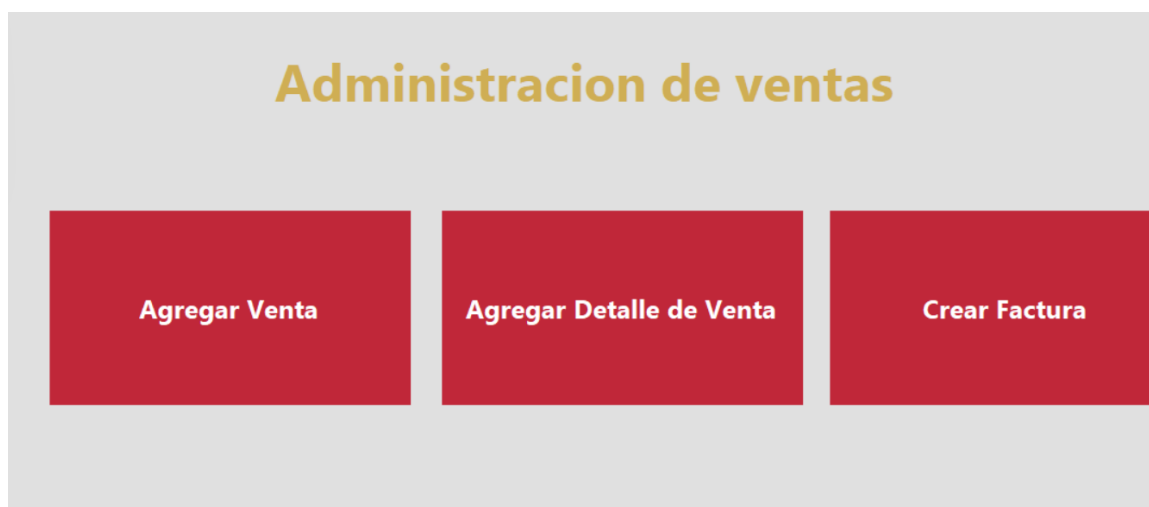 Administracion de ventas
Agregar Venta
Agregar Detalle de Venta
Crear Factura